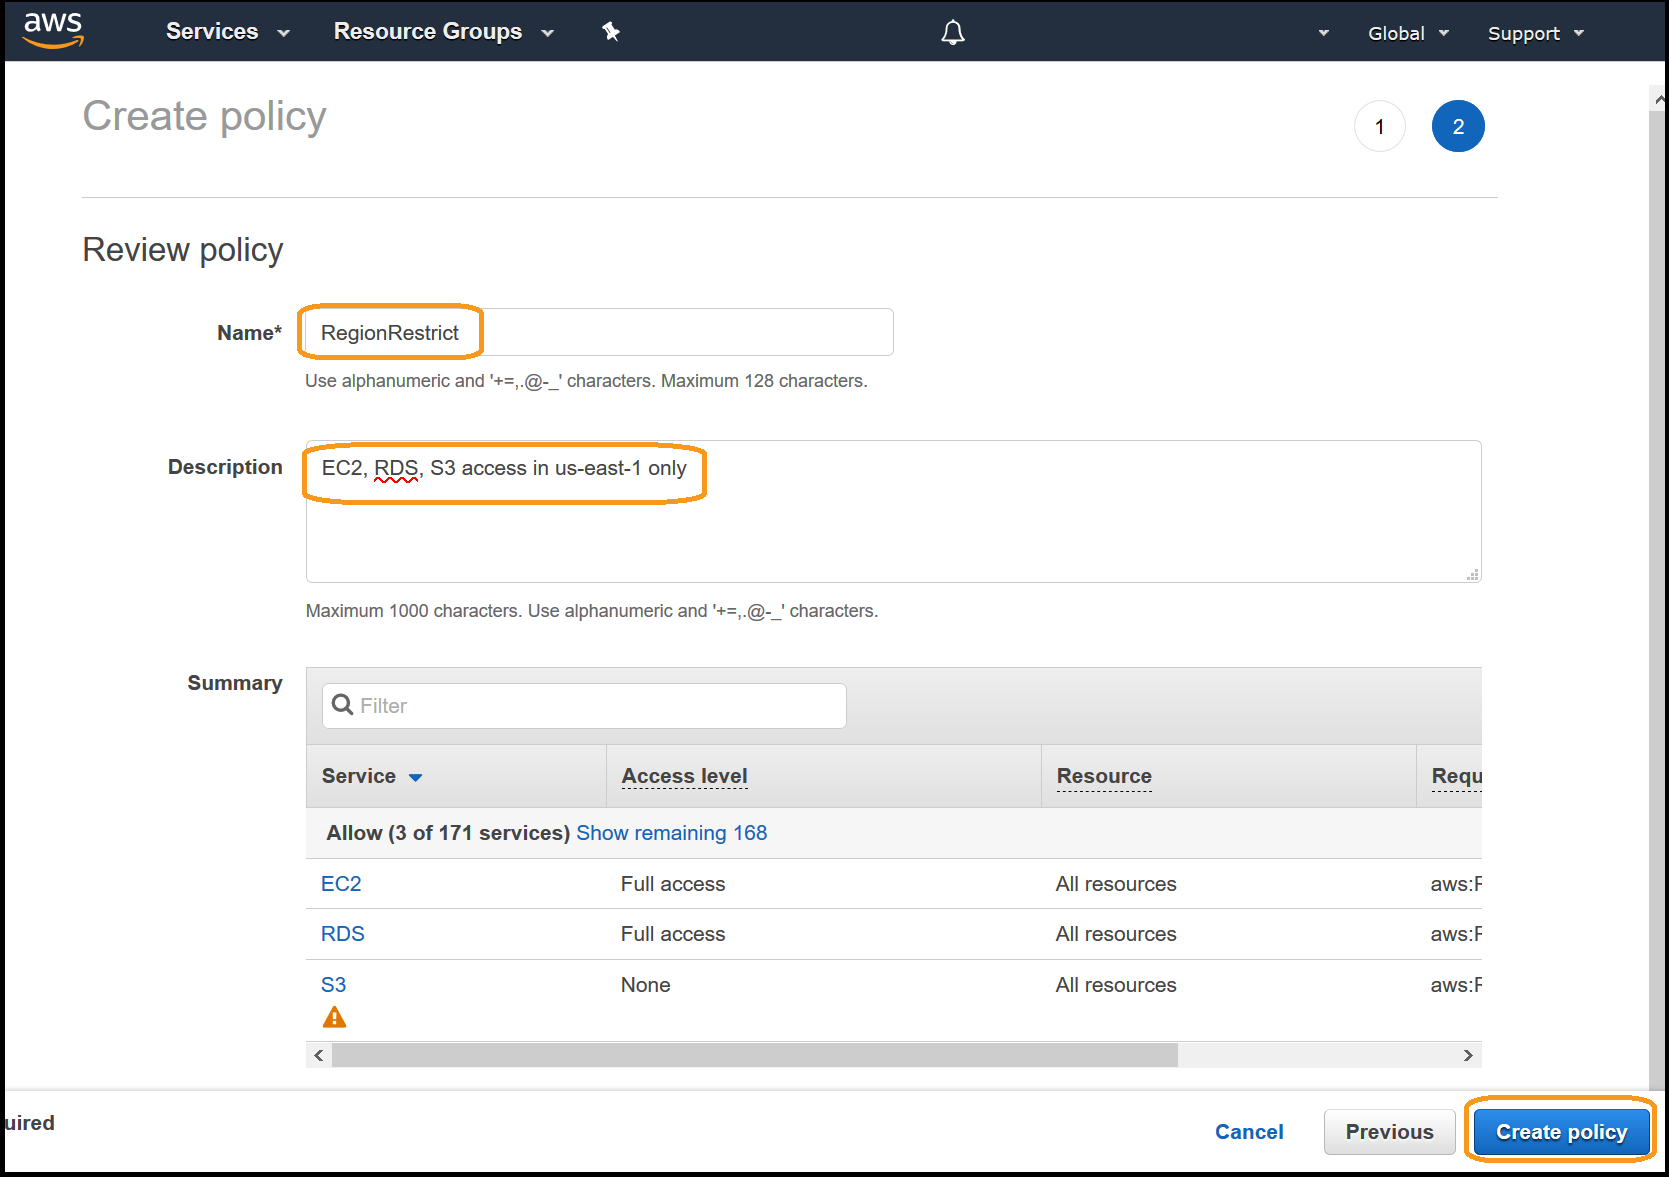 aws Services Resource Groups Global Support
Create policy
1 2
Review policy
Name* RegionRestrict
Use alphanumeric and '+=,.@-_' characters. Maximum 128 characters.
Description EC2, RDS, S3 access in us-east-1 only
Maximum 1000 characters. Use alphanumeric and '+=,.@-_' characters.
Summary
Filter
Service Access level Resource Requ
Allow (3 of 171 services) Show remaining 168
EC2 Full access All resources aws:R
RDS Full access All resources aws:R
S3 None All resources aws:R
uired
Cancel Previous Create policy